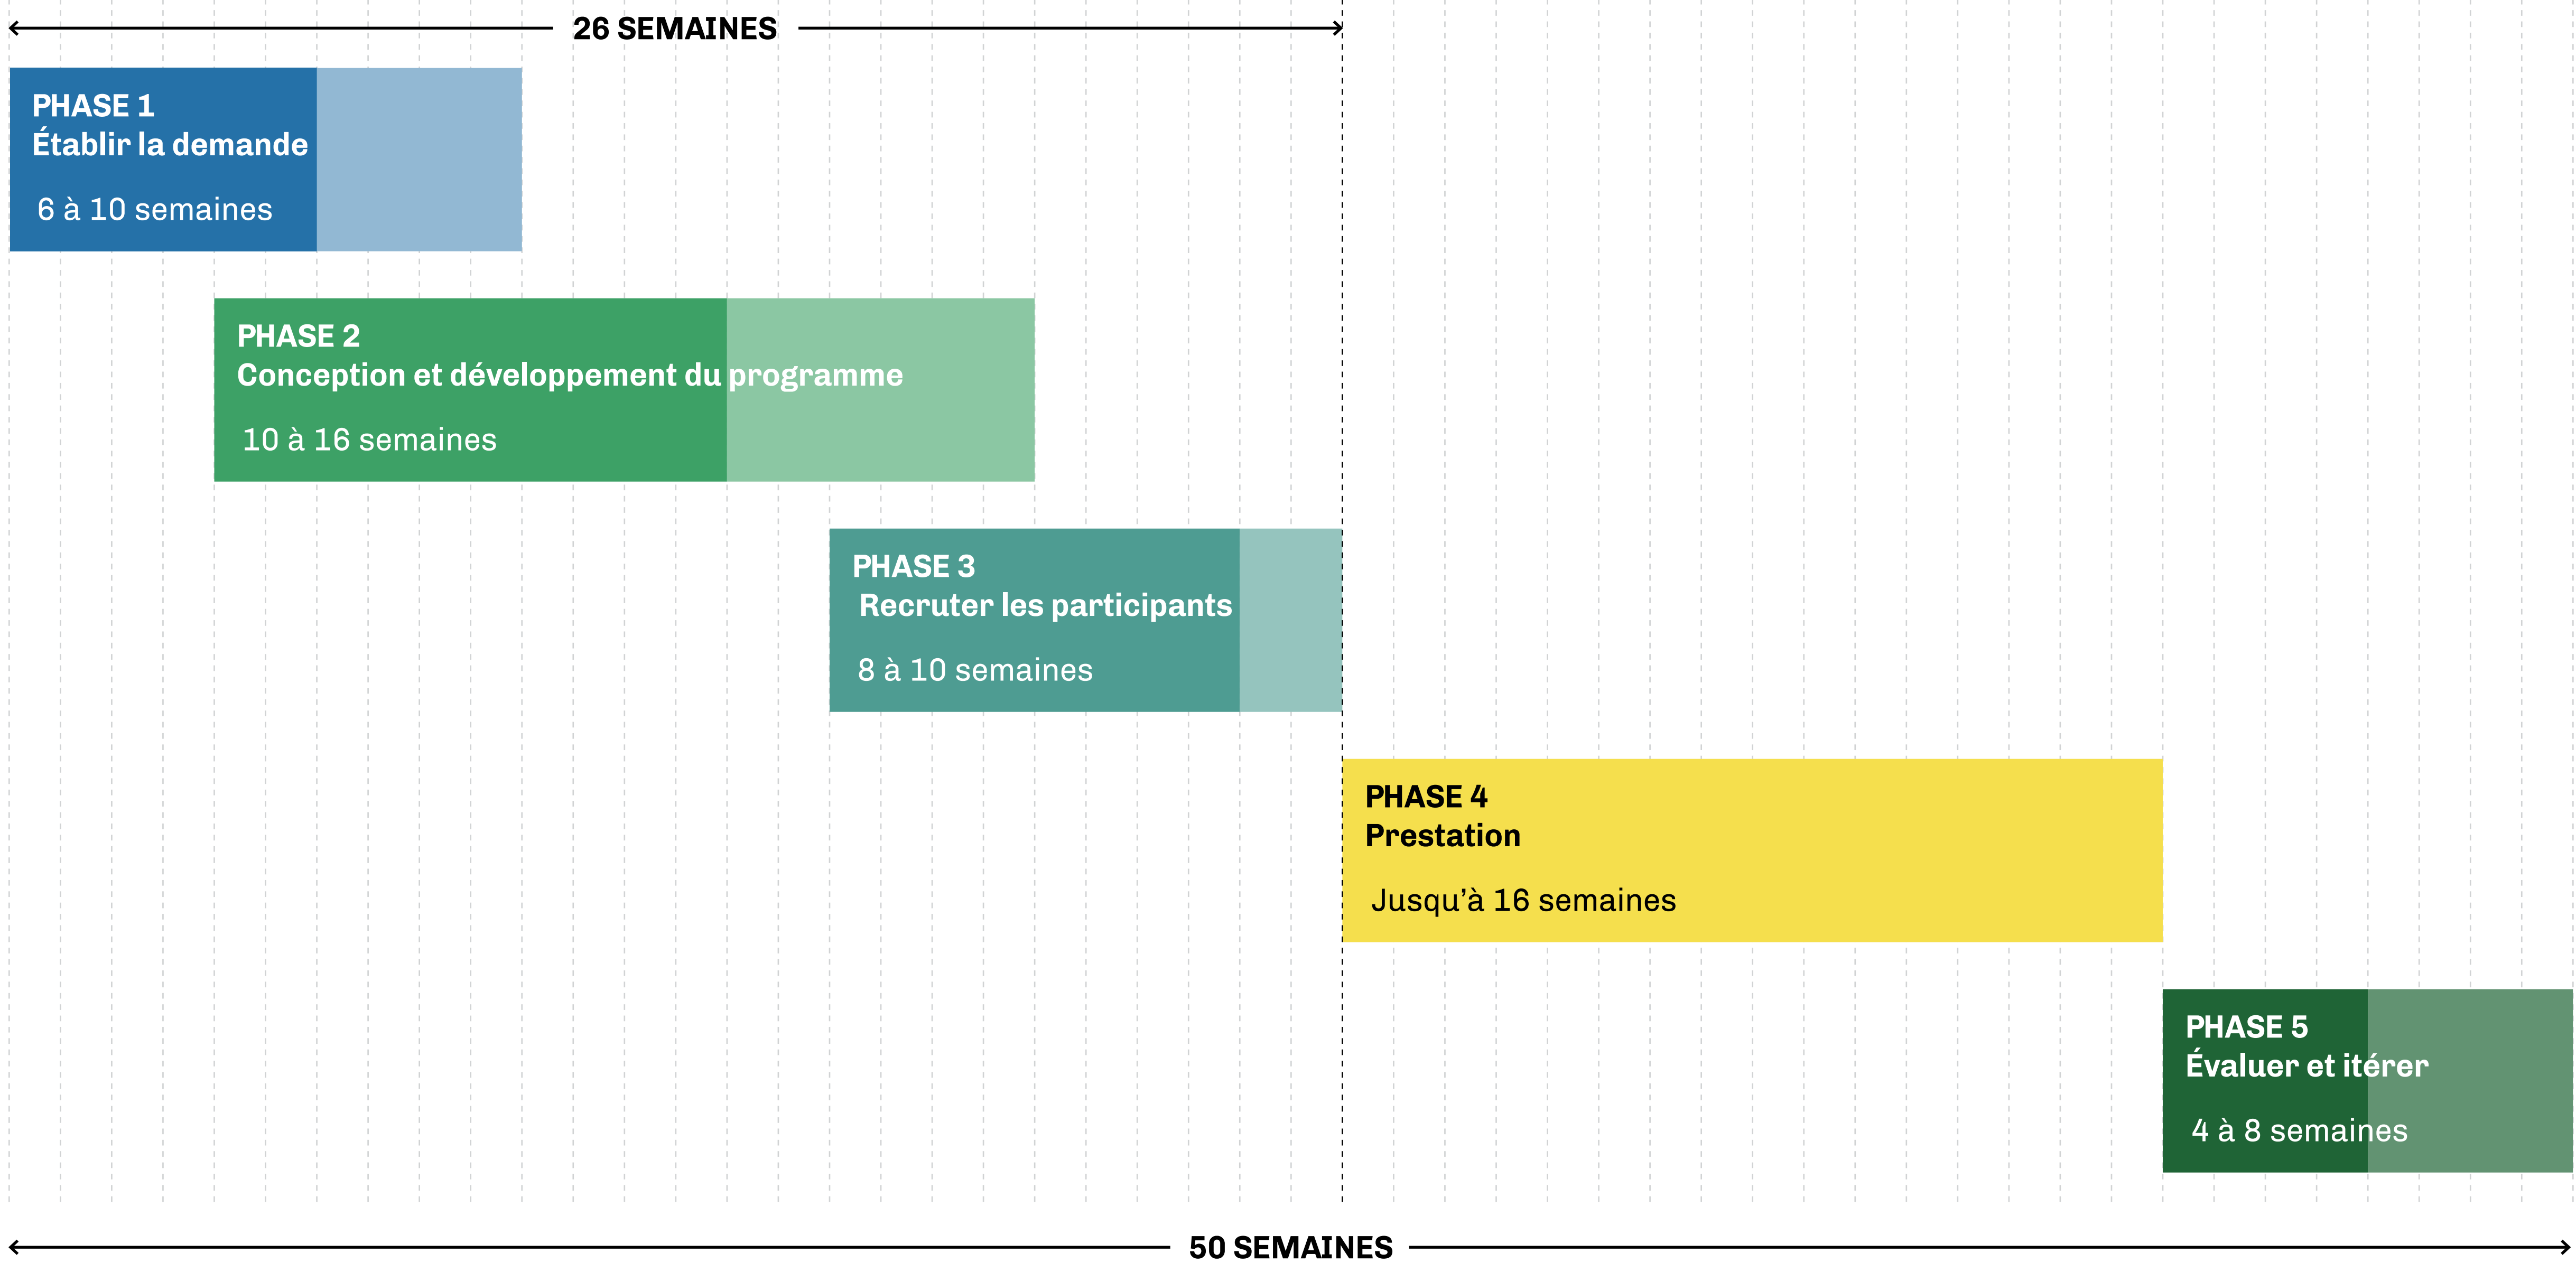 26 SEMAINES
PHASE 1
Établir la demande
6 à 10 semaines
PHASE 2
Conception et développement du programme
10 à 16 semaines
PHASE 3
Recruter les participants
8 à 10 semaines
PHASE 4
Prestation
Jusqu’à 16 semaines
PHASE 5
Évaluer et itérer
4 à 8 semaines
50 SEMAINES